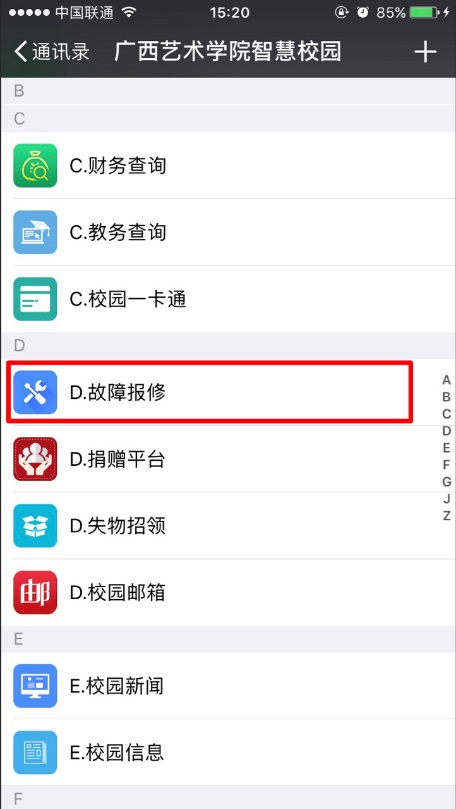 中国联通 15:20 85%
通讯录 广西艺术学院智慧校园
B
C
C.财务查询
C.教务查询
C.校园一卡通
D
D.故障报修
D.捐赠平台
D.失物招领
邮 D.校园邮箱
E
E.校园新闻
E.校园信息
F
A
B
C
D
E
F
G
J
Z